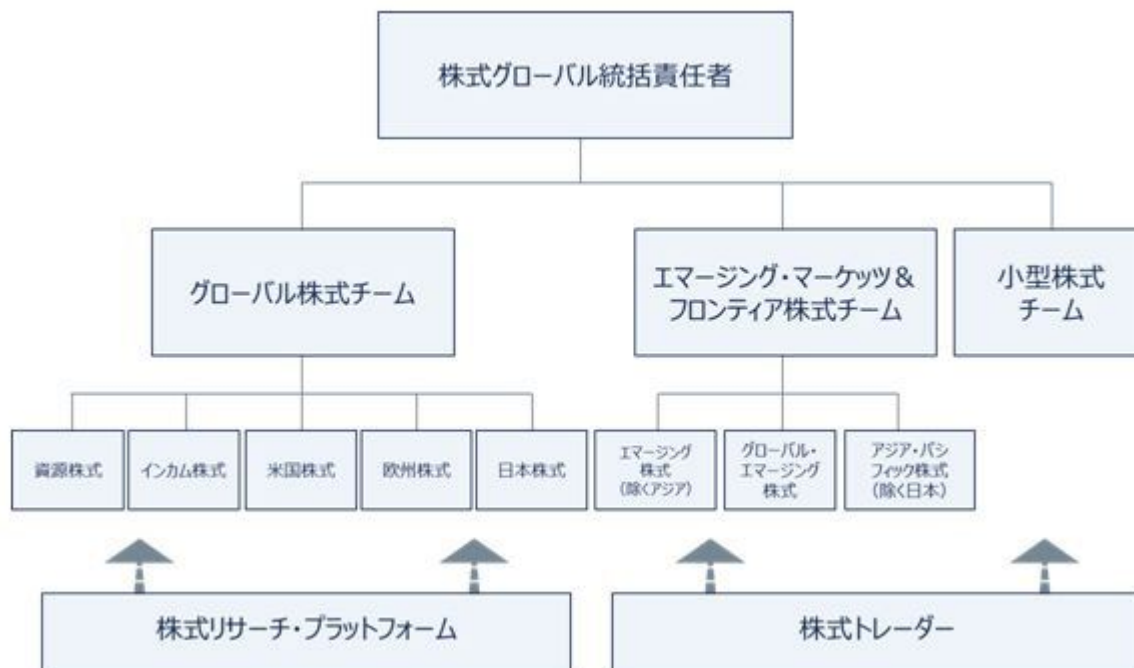 株式グローバル統括責任者
グローバル株式チーム
エマージング・マーケッツ＆
フロンティア株式チーム
小型株式
チーム
資源株式
インカム株式
米国株式
欧州株式
日本株式
エマージング
株式
(除くアジア)
グローバル・
エマージング
株式
アジア・パシ
フィック株式
(除く日本)
株式リサーチ・プラットフォーム
株式トレーダー